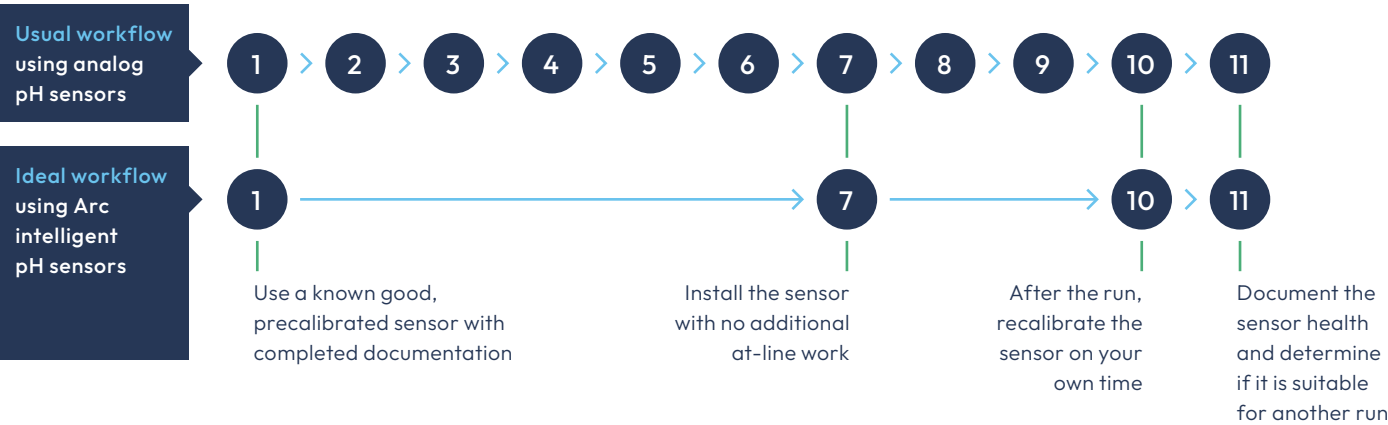 Usual workflow
using analog
pH sensors
1 2 3 4 5 6 7 8 9 10 11
Ideal workflow
using Arc
intelligent
pH sensors
1 7 10 11
Use a known good,
precalibrated sensor with
completed documentation
Install the sensor
with no additional
at-line work
After the run,
recalibrate the
sensor on your
own time
Document the
sensor health
and determine
if it is suitable
for another run